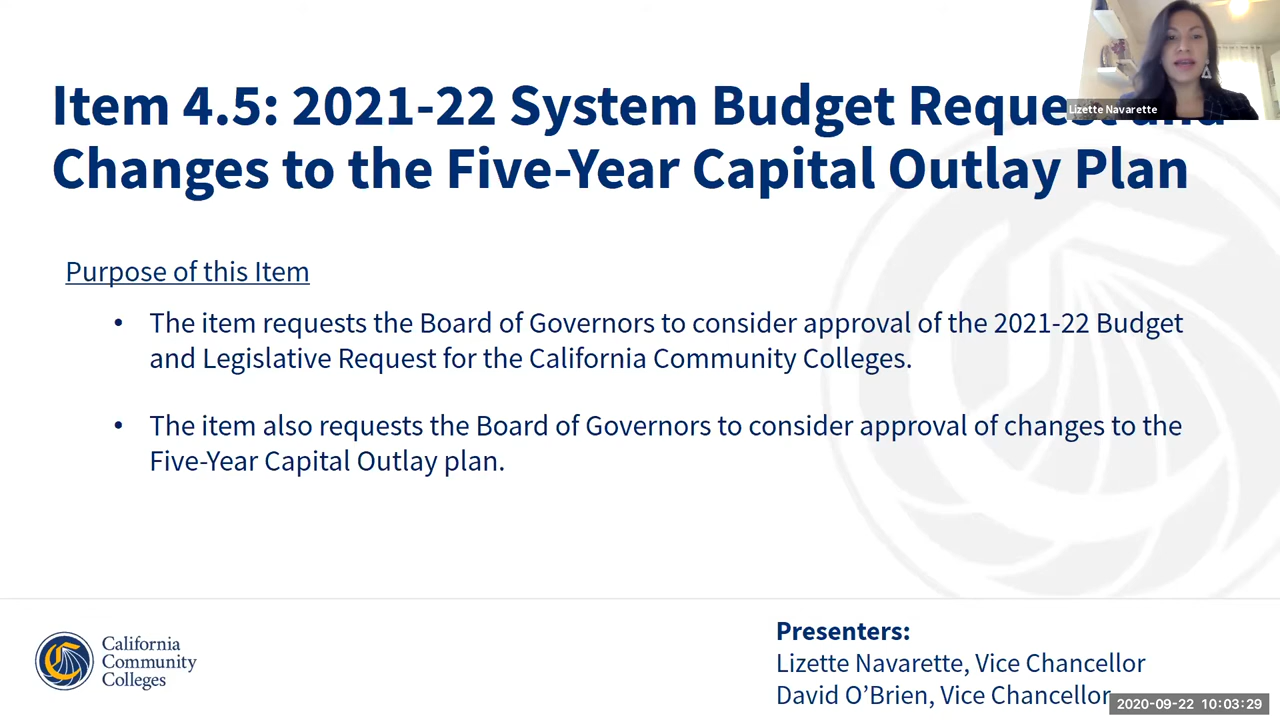 Item 4.5: 2021-22 System Budget Request and
Lizette Navarette
Changes to the Five-Year Capital Outlay Plan
Purpose of this Item
• The item requests the Board of Governors to consider approval of the 2021-22 Budget
and Legislative Request for the California Community Colleges.
• The item also requests the Board of Governors to consider approval of changes to the
Five-Year Capital Outlay plan.
California
Community
Colleges
Presenters:
Lizette Navarette, Vice Chancellor
David O’Brien, Vice Chancellor
2020-09-22 10:03:29